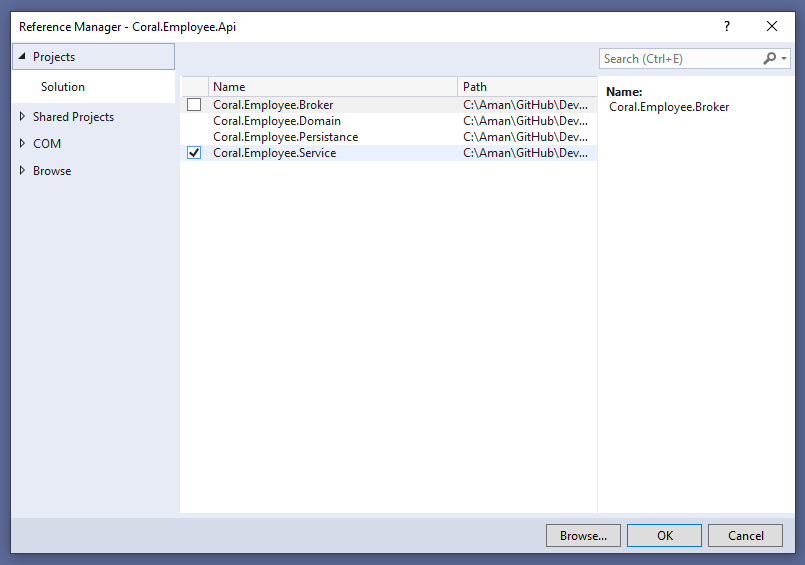 Reference Manager - Coral.Employee.Api
?
Projects
Search (Ctrl+E)
Solution
Shared Projects
COM
Browse
Name Path
Coral.Employee.Broker C:\Aman\GitHub\Dev...
Coral.Employee.Domain C:\Aman\GitHub\Dev...
Coral.Employee.Persistance C:\Aman\GitHub\Dev...
Coral.Employee.Service C:\Aman\GitHub\Dev...
Name:
Coral.Employee.Broker
Browse... OK Cancel